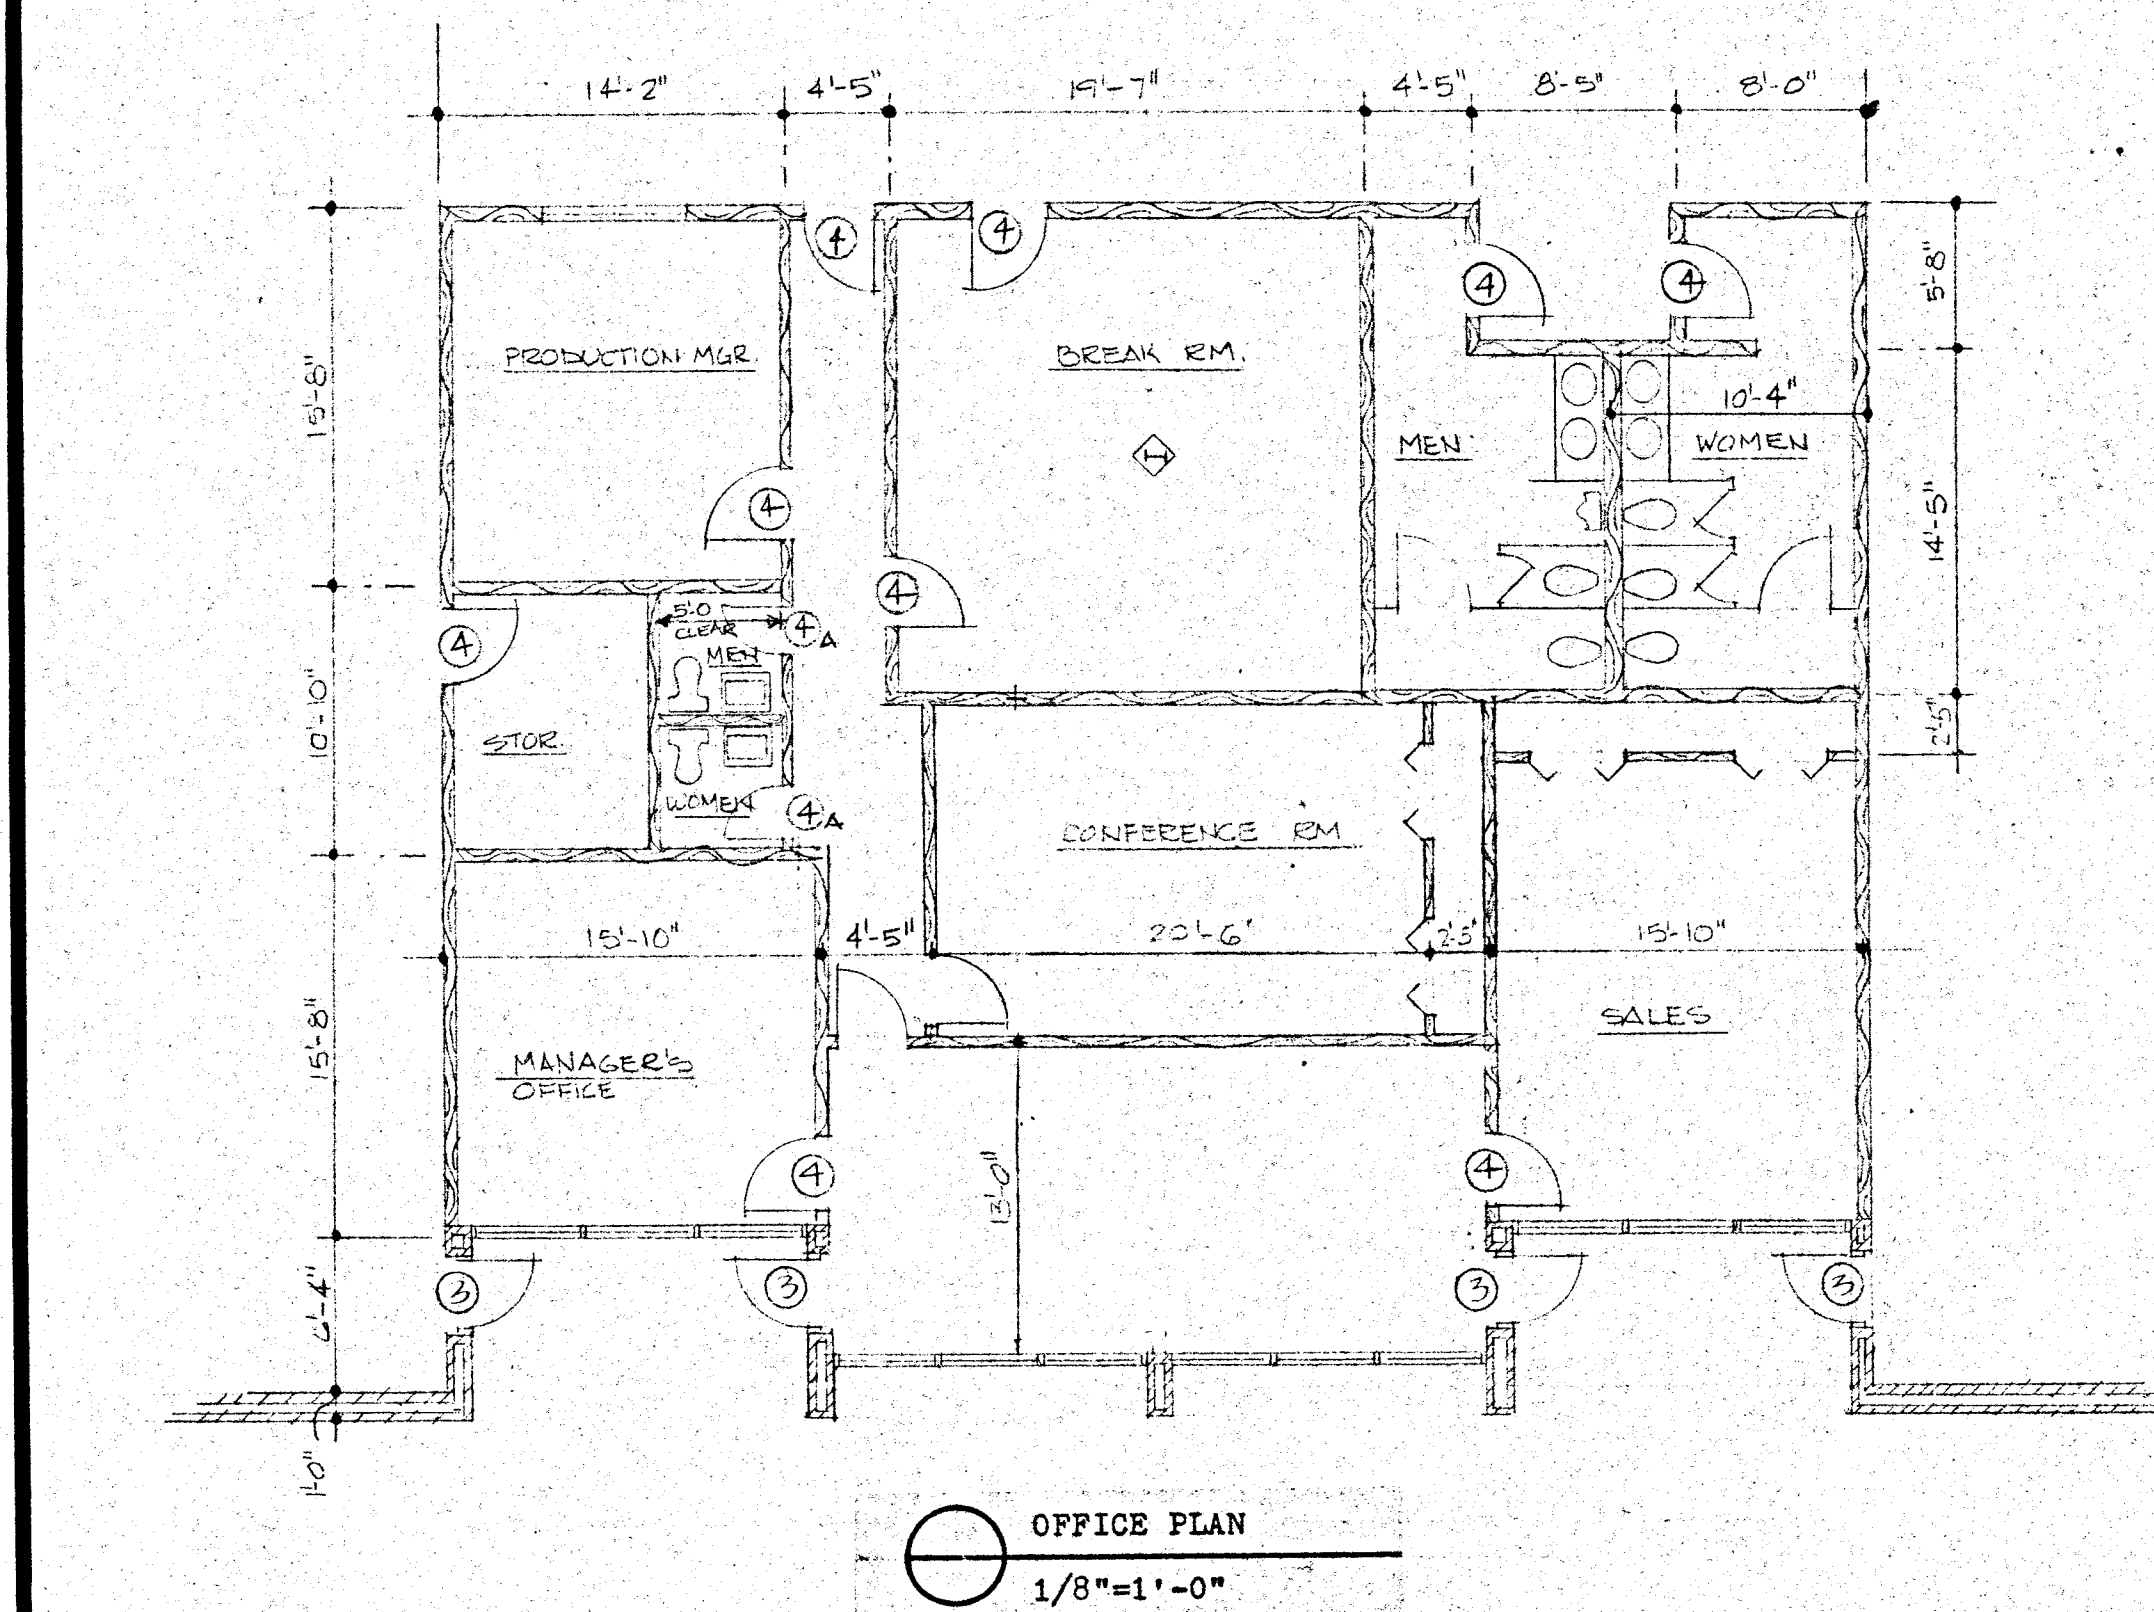 14'-2" 4'-5" 19'-7" 4'-5" 8'-5" 8'-0"
4 4
5'-8"
4 4
15'-8"
PRODUCTION MGR.
BREAK RM.
10'-4"
MEN
WOMEN
1
4
14'-5"
4
5'-0
CLEAR
4 A
4
MEN
10'-10"
STOR.
2'-5"
WOMEN
4 A
CONFERENCE RM
15'-10" 4'-5" 20'-6" 2'-5" 15'-10"
SALES
15'-8"
MANAGER'S
OFFICE
4
13'-0"
4
3 3 3 3
6'-4"
1'-0"
OFFICE PLAN
1/8"=1'-0"